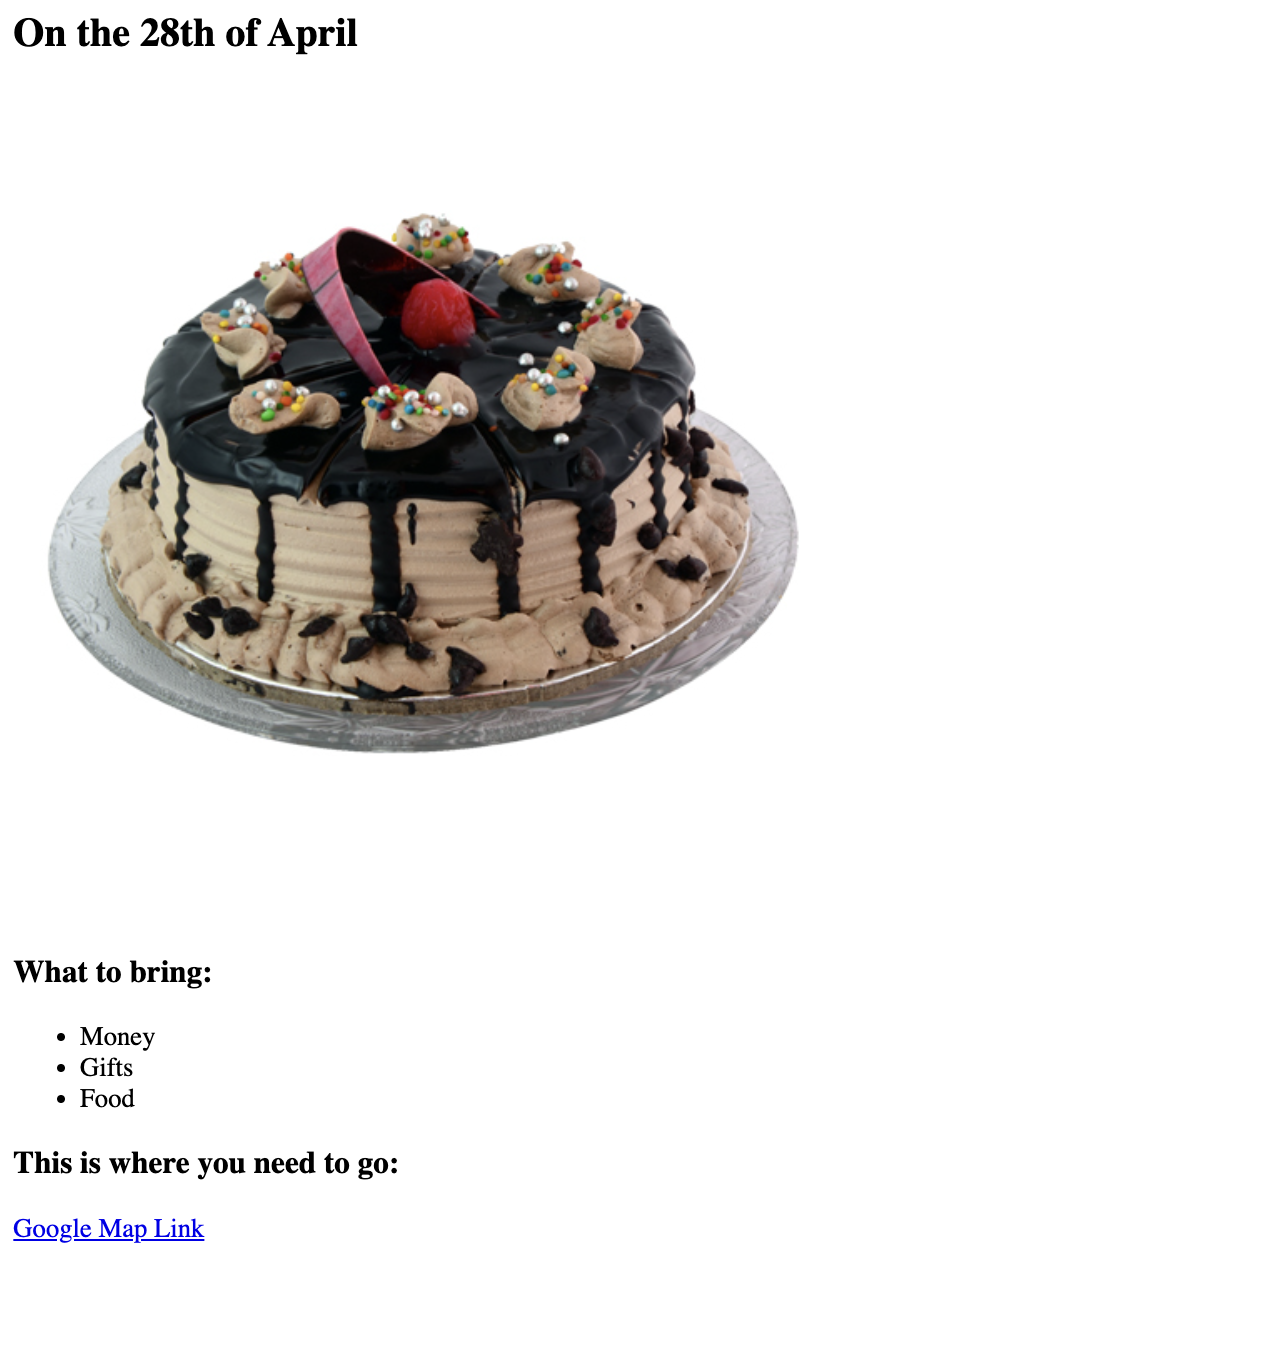 On the 28th of April
What to bring:
Money
Gifts
Food
This is where you need to go:
Google Map Link